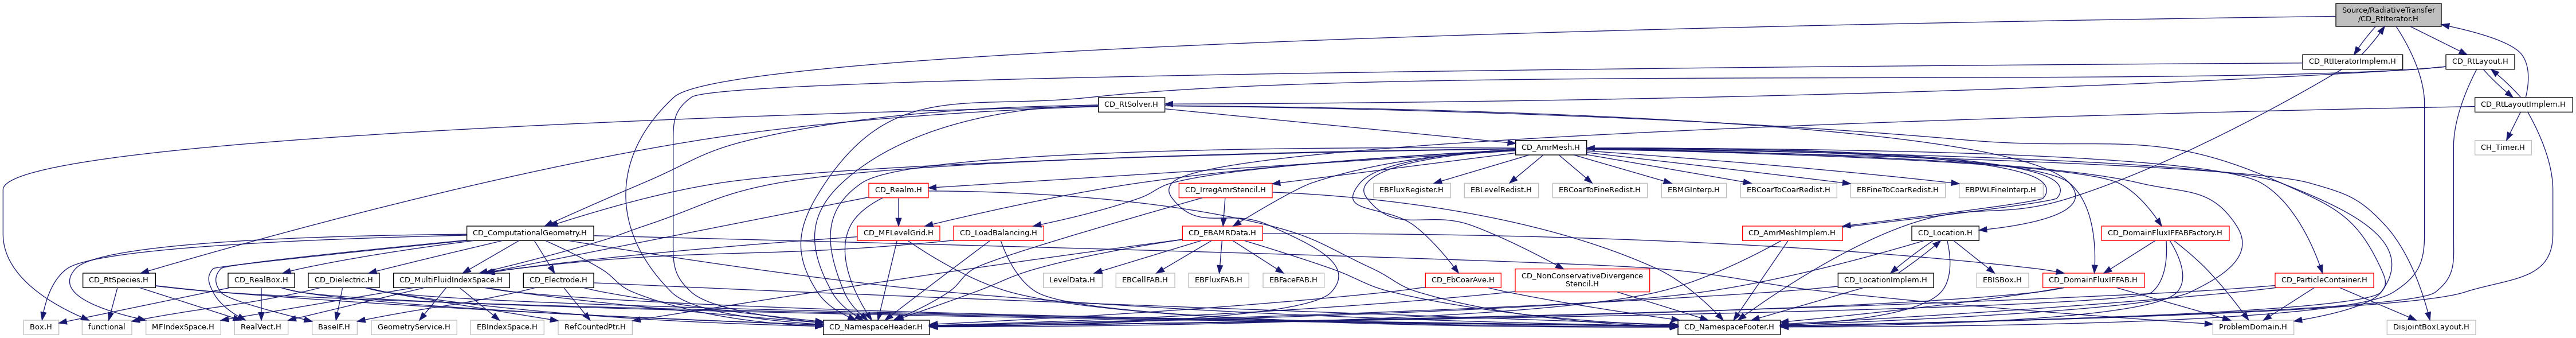 Source/RadiativeTransfer
/CD_RtIterator.H
CD_RtIteratorImplem.H
CD_RtLayout.H
CD_RtSolver.H
CD_RtLayoutImplem.H
CD_AmrMesh.H
CH_Timer.H
CD_Realm.H
CD_IrregAmrStencil.H
EBFluxRegister.H
EBLevelRedist.H
EBCoarToFineRedist.H
EBMGInterp.H
EBCoarToCoarRedist.H
EBFineToCoarRedist.H
EBPWLFineInterp.H
CD_ComputationalGeometry.H
CD_MFLevelGrid.H
CD_LoadBalancing.H
CD_EBAMRData.H
CD_AmrMeshImplem.H
CD_Location.H
CD_DomainFluxIFFABFactory.H
CD_RtSpecies.H
CD_RealBox.H
CD_Dielectric.H
CD_MultiFluidIndexSpace.H
CD_Electrode.H
LevelData.H
EBCellFAB.H
EBFluxFAB.H
EBFaceFAB.H
CD_EbCoarAve.H
CD_NonConservativeDivergence
Stencil.H
CD_LocationImplem.H
EBISBox.H
CD_DomainFluxIFFAB.H
CD_ParticleContainer.H
Box.H
functional
MFIndexSpace.H
RealVect.H
BaseIF.H
GeometryService.H
EBIndexSpace.H
RefCountedPtr.H
CD_NamespaceHeader.H
CD_NamespaceFooter.H
ProblemDomain.H
DisjointBoxLayout.H